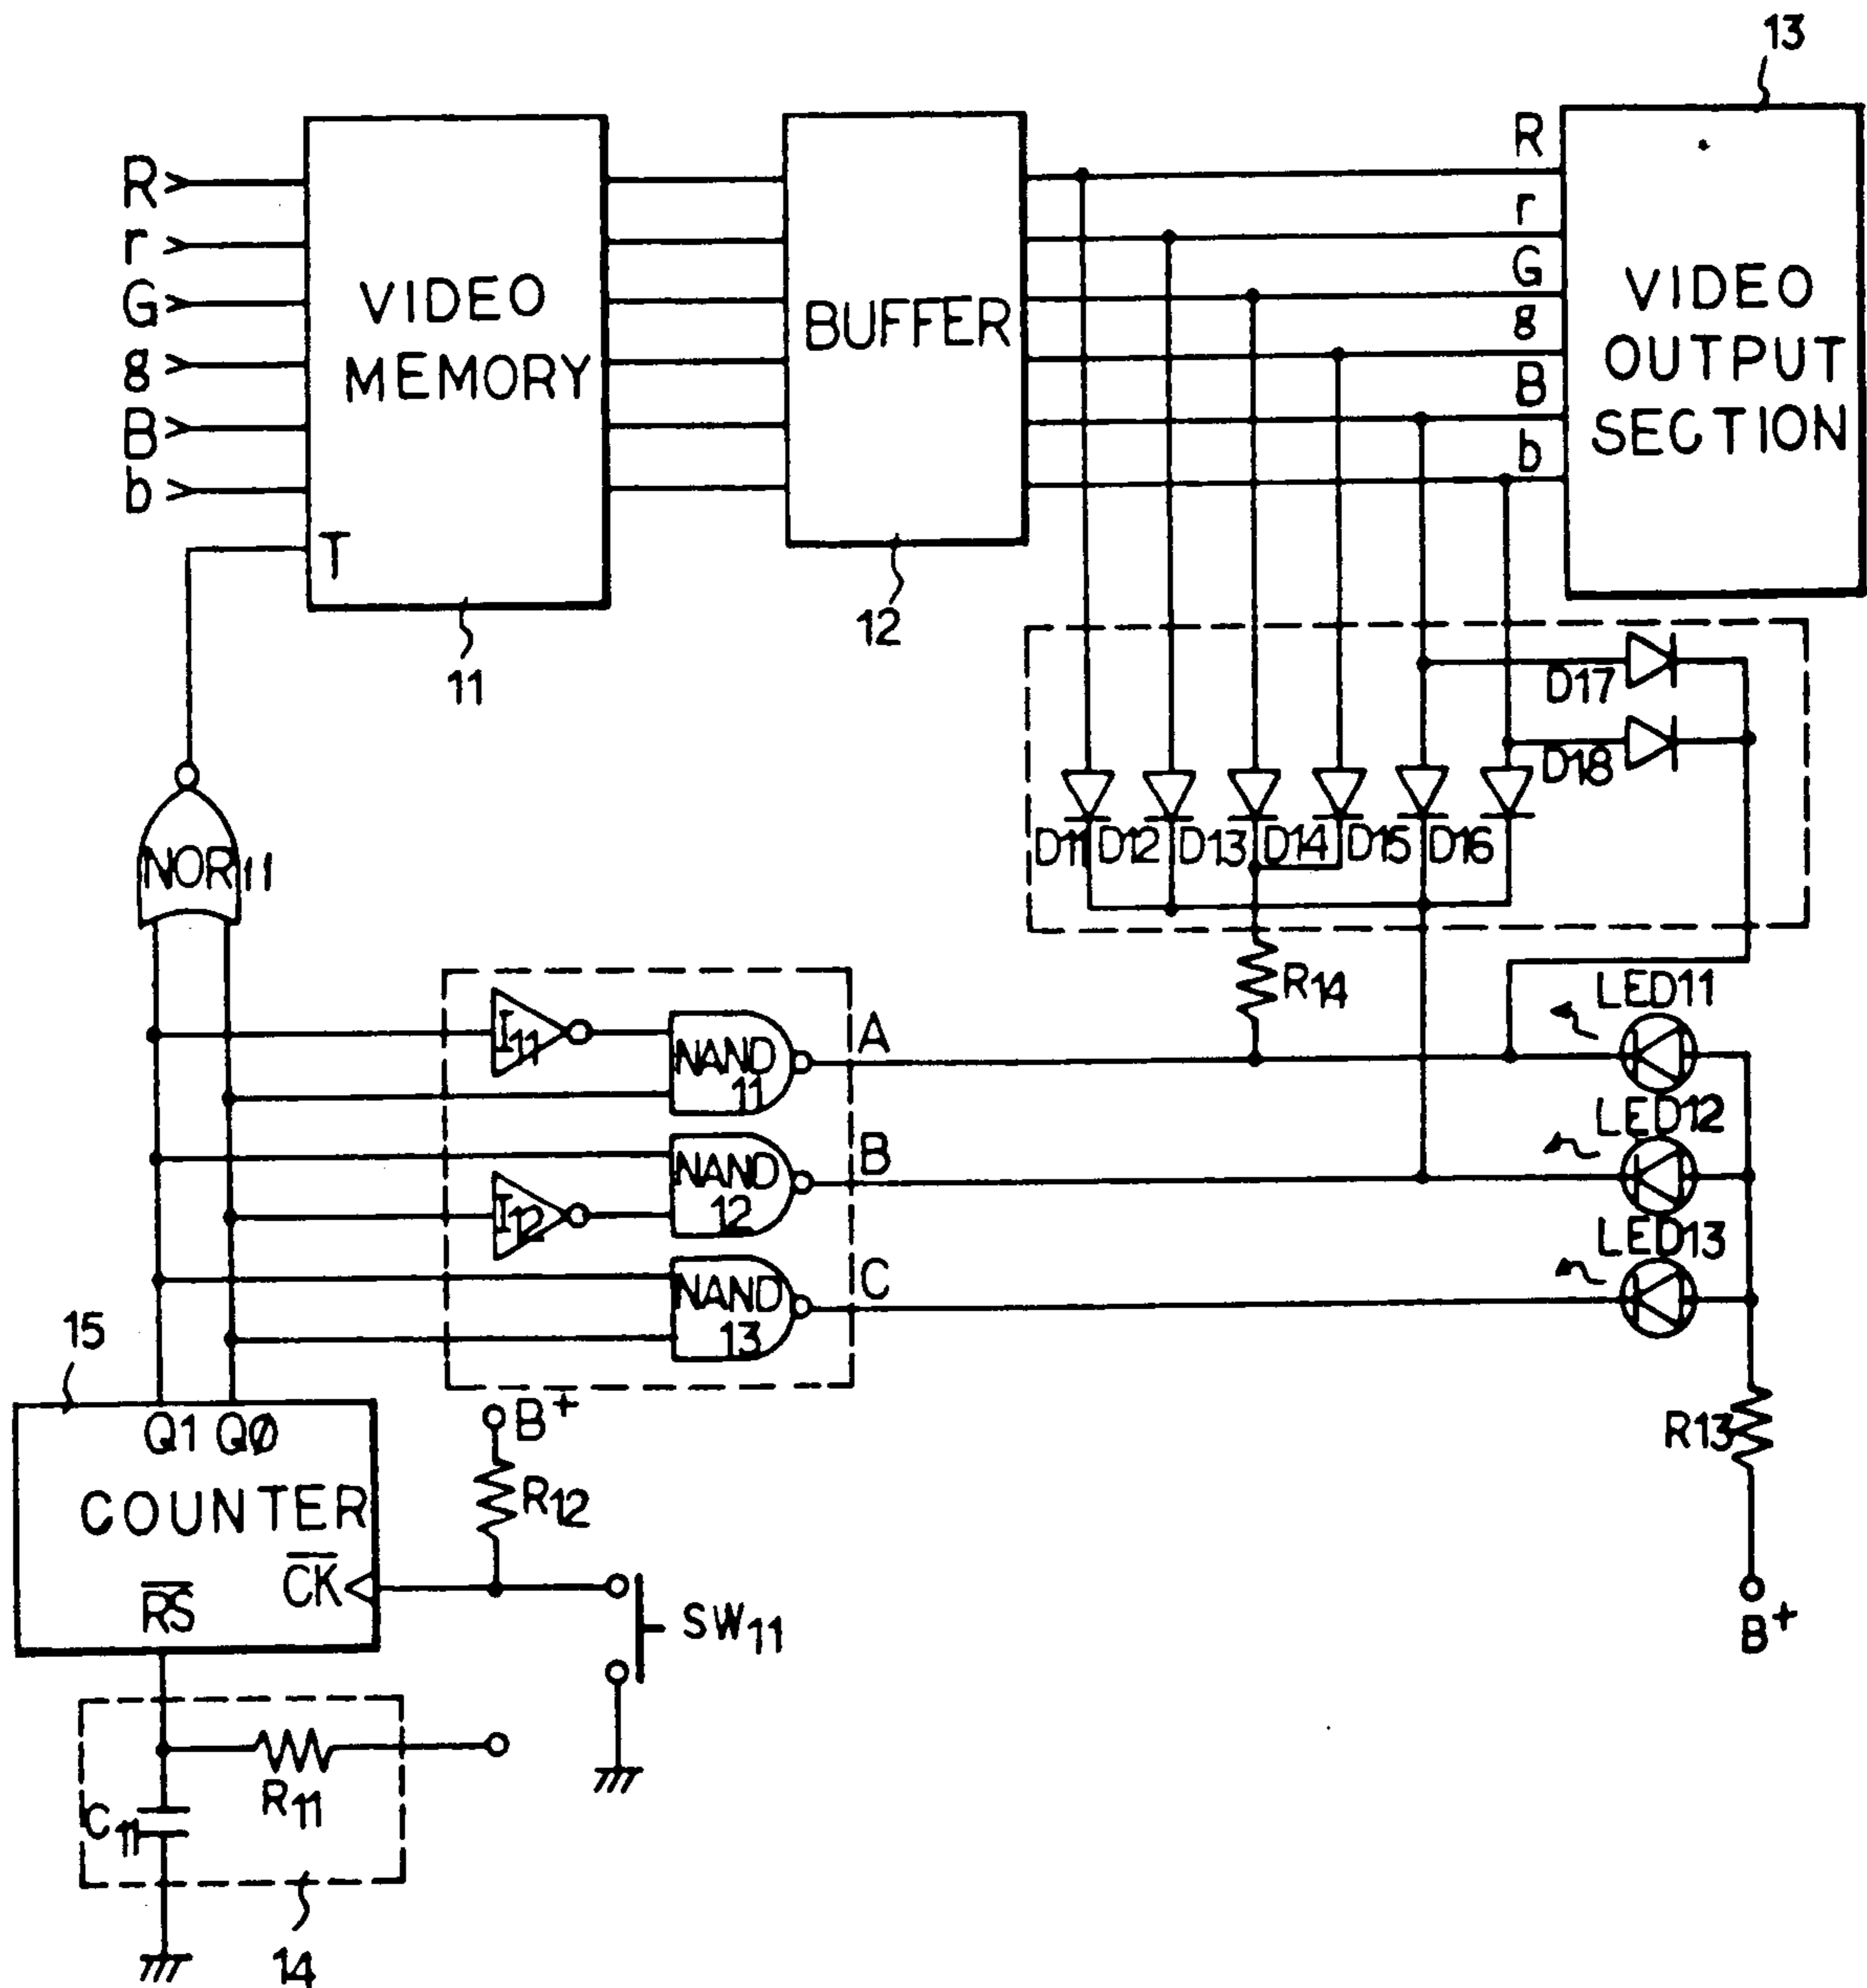 13
R
r
G
g
B
b
T
VIDEO
MEMORY
11
BUFFER
12
R
r
G
g
B
b
VIDEO
OUTPUT
SECTION
D17
D18
D11
D12
D13
D14
D15
D16
NOR11
R14
I11
NAND
11
A
LED11
NAND
12
B
I12
LED12
NAND
13
C
LED13
15
Q1 QØ
COUNTER
CK
RS
B+
R12
SW11
R13
B+
C11
R11
14